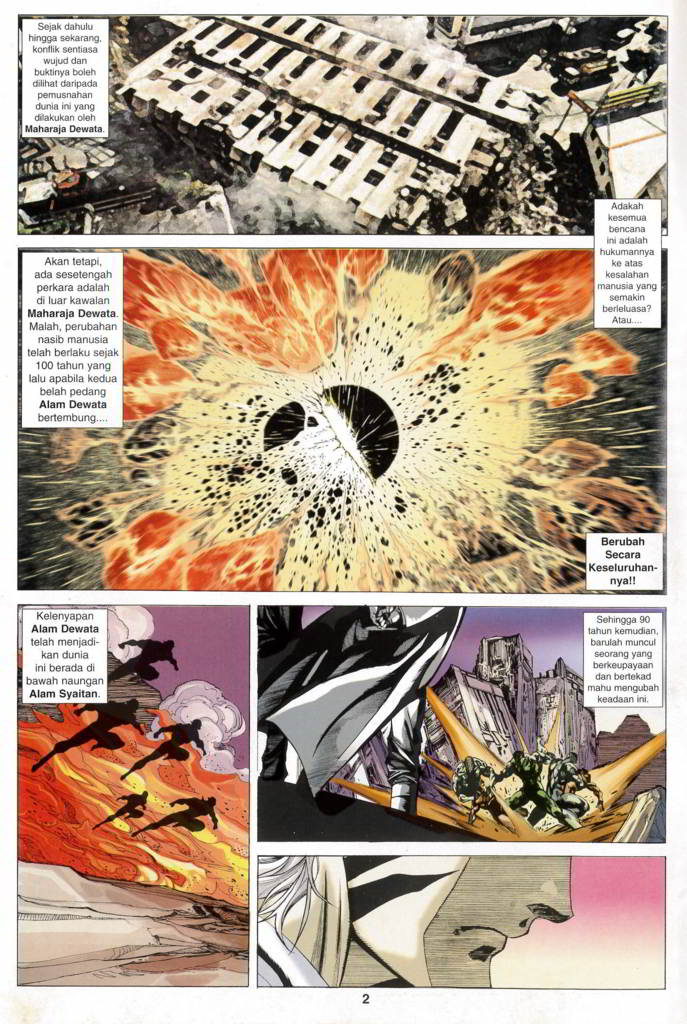 Sejak dahulu
hingga sekarang,
konflik sentiasa
wujud dan
buktinya boleh
dilihat daripada
pemusnahan
dunia ini yang
dilakukan oleh
Maharaja Dewata.
Adakah
kesemua
bencana
ini adalah
hukumannya
ke atas
kesalahan
manusia yang
semakin
berleluasa?
Atau....
Akan tetapi,
ada sesetengah
perkara adalah
di luar kawalan
Maharaja Dewata.
Malah, perubahan
nasib manusia
telah berlaku sejak
100 tahun yang
lalu apabila kedua
belah pedang
Alam Dewata
bertembung....
Berubah
Secara
Keseluruhan-
nya!!
Kelenyapan
Alam Dewata
telah menjadi-
kan dunia
ini berada di
bawah naungan
Alam Syaitan.
Sehingga 90
tahun kemudian,
barulah muncul
seorang yang
berkeupayaan
dan bertekad
mahu mengubah
keadaan ini.
2